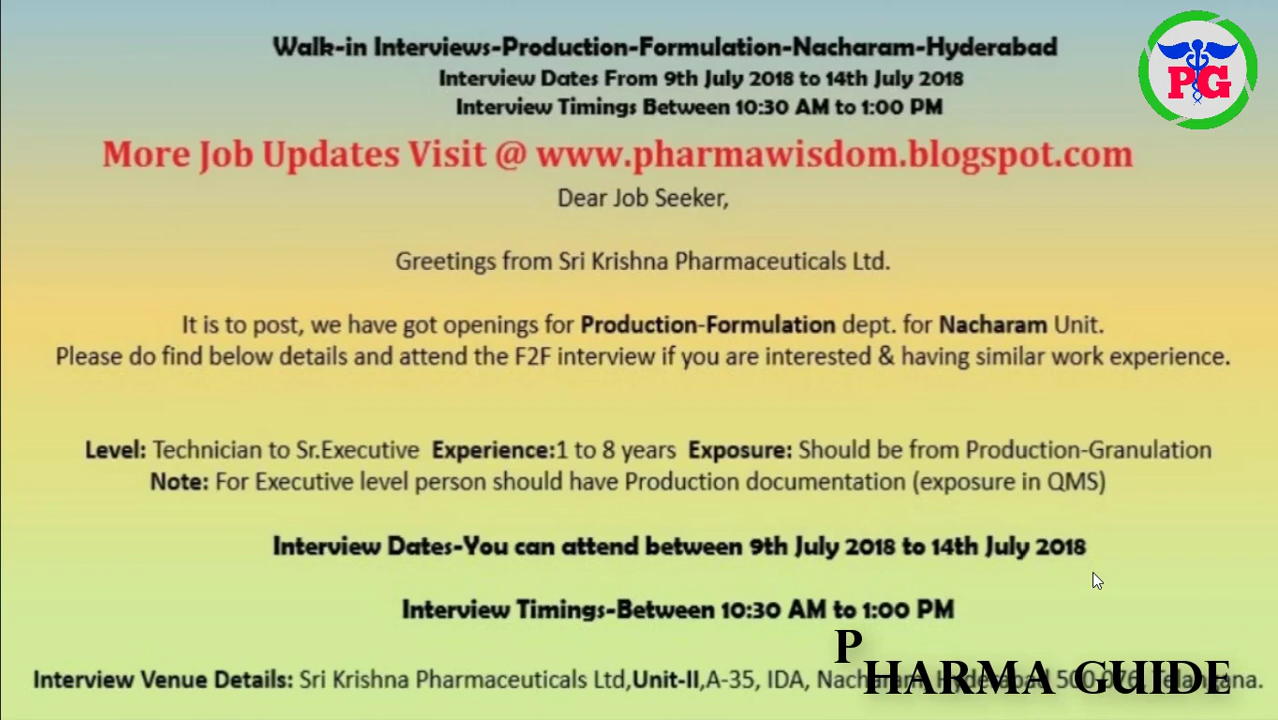 Walk-in Interviews-Production-Formulation-Nacharam-Hyderabad
Interview Dates From 9th July 2018 to 14th July 2018
Interview Timings Between 10:30 AM to 1:00 PM
PG
More Job Updates Visit @ www.pharmawisdom.blogspot.com
Dear Job Seeker,
Greetings from Sri Krishna Pharmaceuticals Ltd.
It is to post, we have got openings for Production-Formulation dept. for Nacharam Unit.
Please do find below details and attend the F2F interview if you are interested & having similar work experience.
Level: Technician to Sr.Executive Experience:1 to 8 years Exposure: Should be from Production-Granulation
Note: For Executive level person should have Production documentation (exposure in QMS)
Interview Dates-You can attend between 9th July 2018 to 14th July 2018
Interview Timings-Between 10:30 AM to 1:00 PM
Interview Venue Details: Sri Krishna Pharmaceuticals Ltd,Unit-II,A-35, IDA, Nacharam, Hyderabad 500 076, Telangana.
PHARMA GUIDE